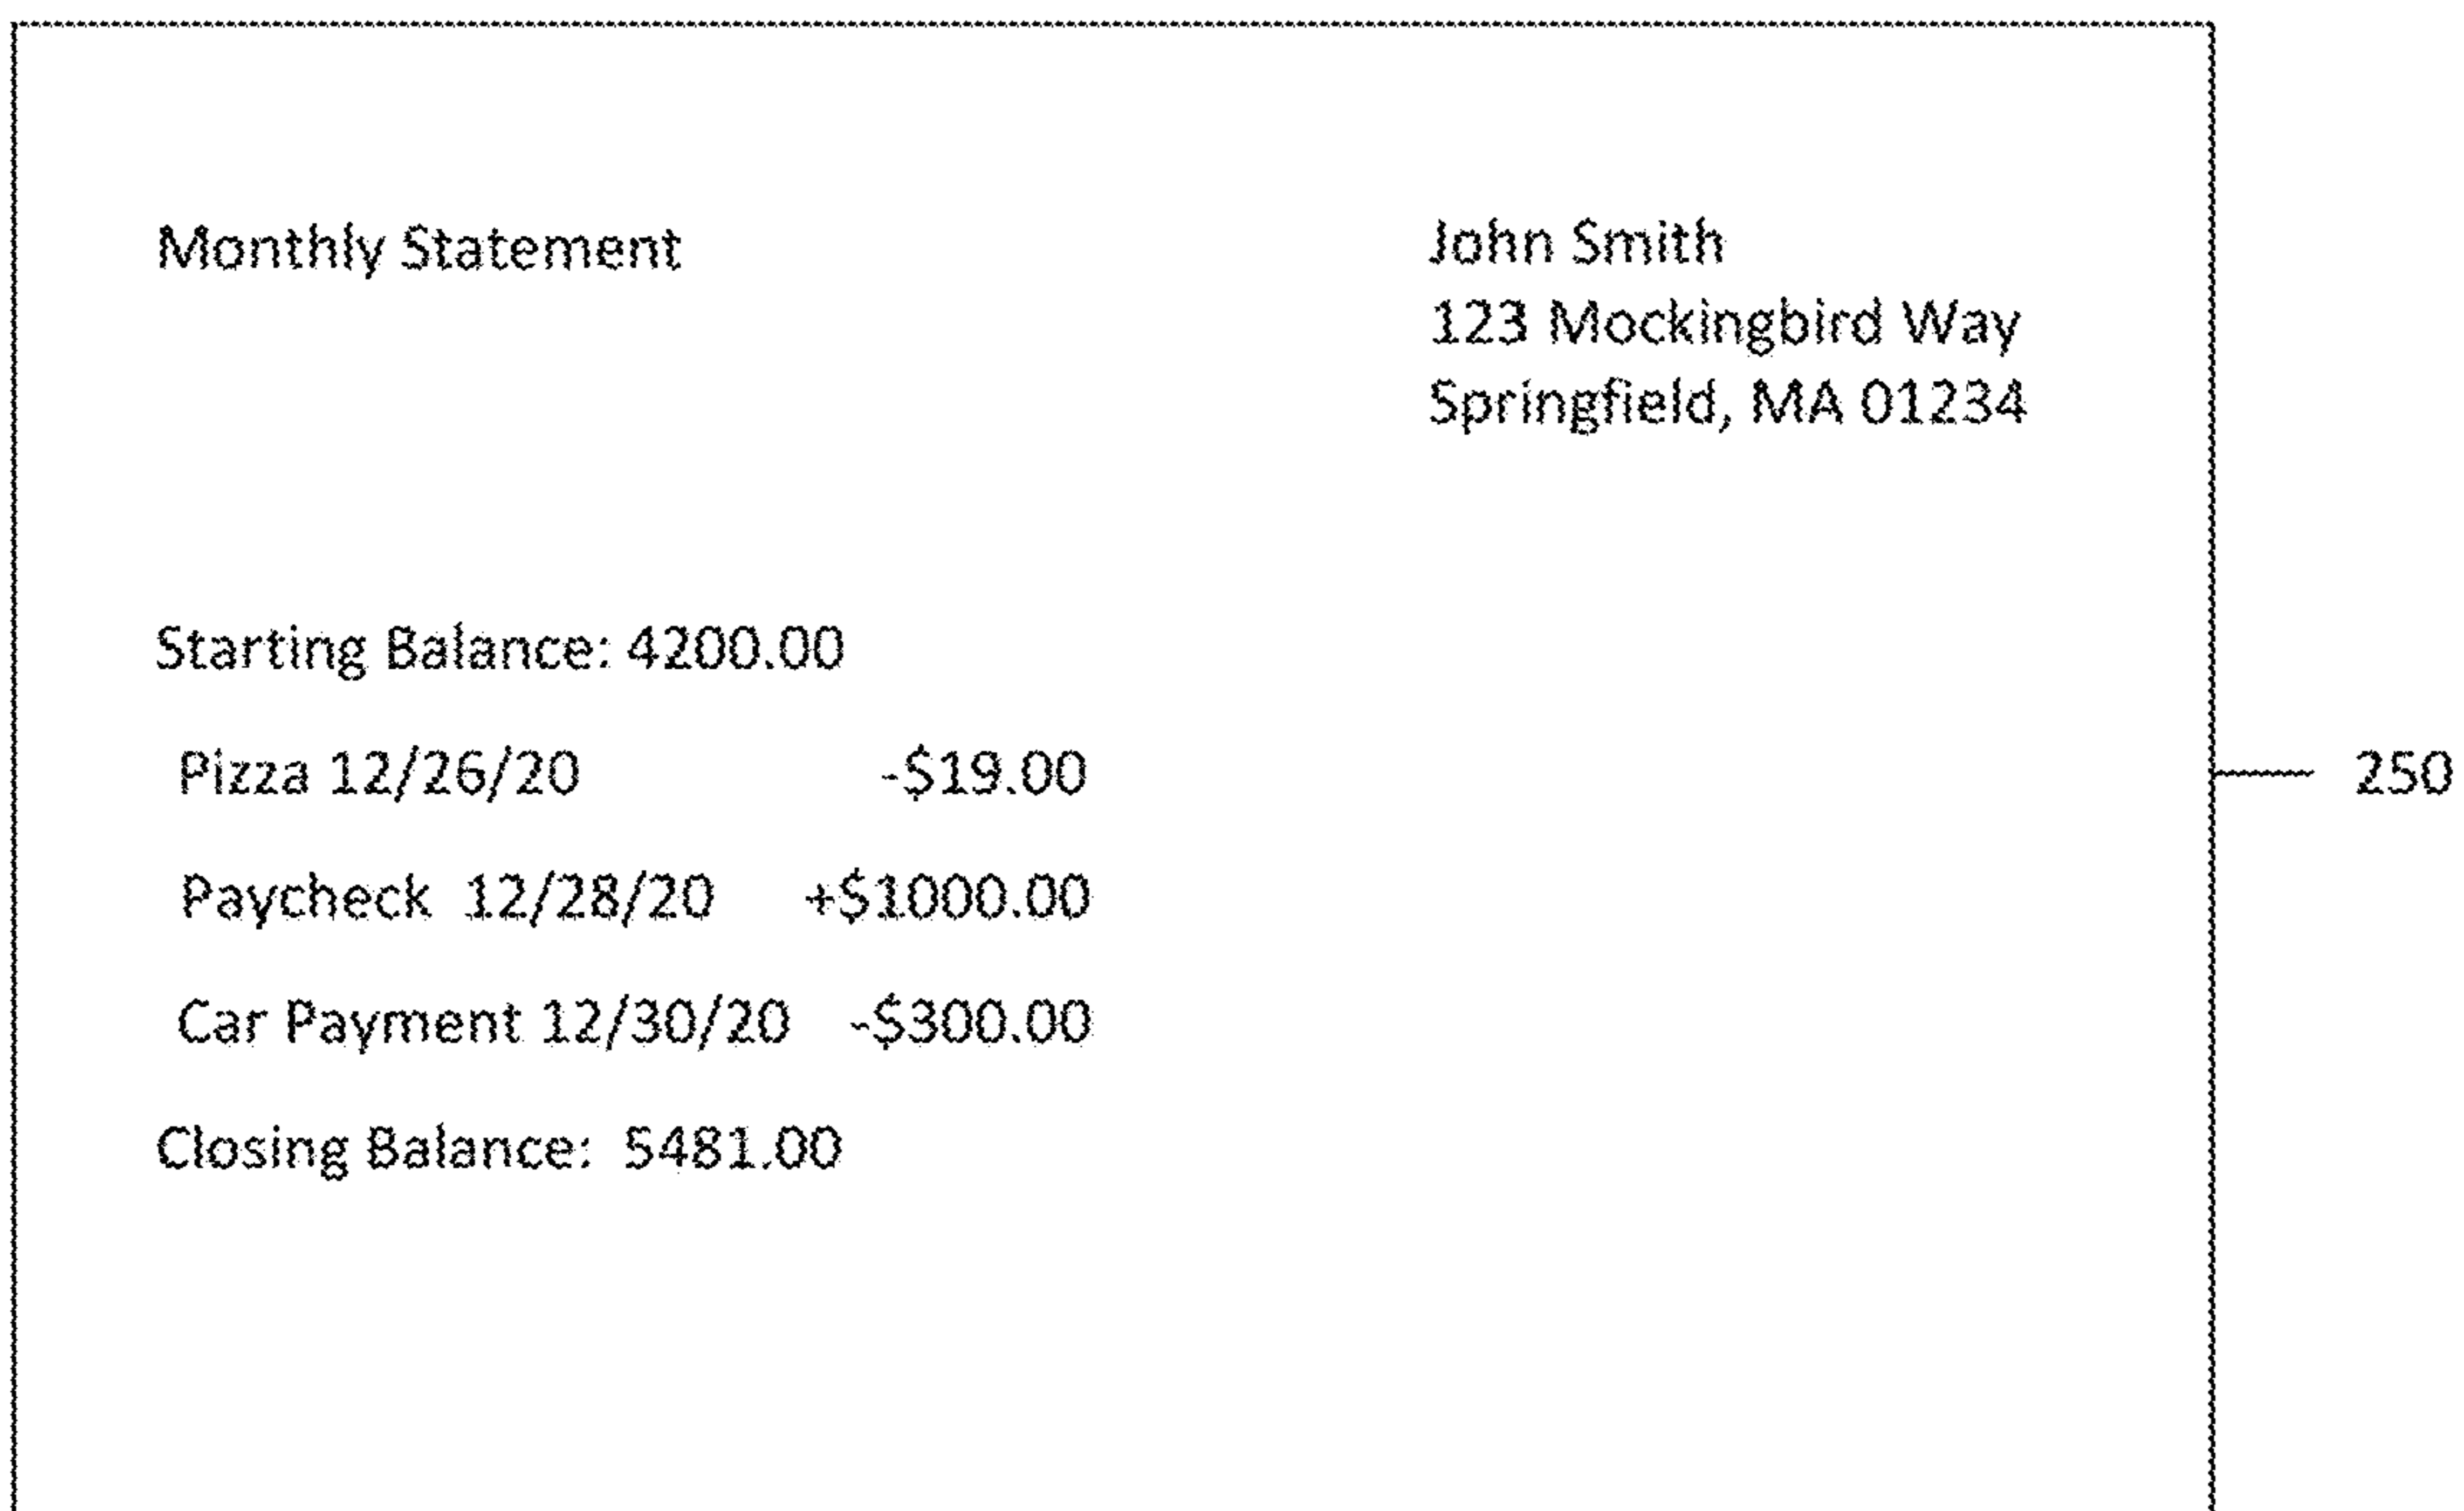 Monthly Statement
John Smith
123 Mockingbird Way
Springfield, MA 01234
Starting Balance: 4200.00
Pizza 12/26/20 -$19.00
250
Paycheck 12/28/20 +$1000.00
Car Payment 12/30/20 -$300.00
Closing Balance: 5481.00